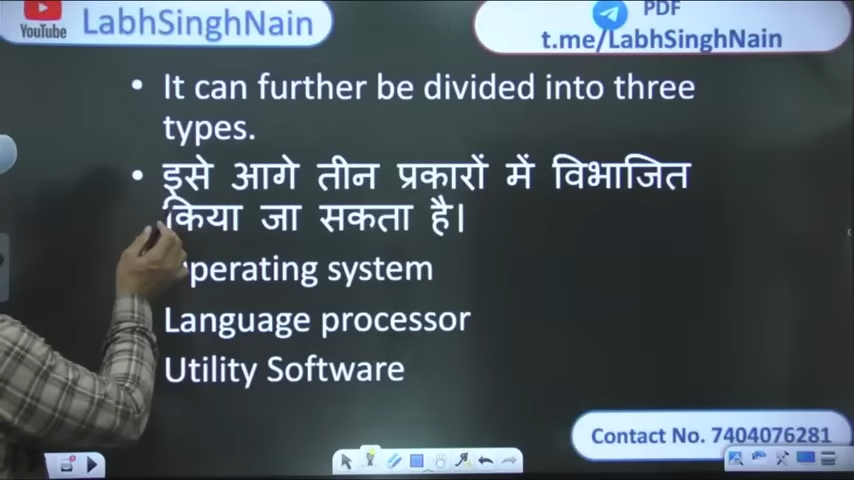 YouTube
LabhSinghNain
PDF
t.me/LabhSinghNain
• It can further be divided into three
types.
• इसे आगे तीन प्रकारों में विभाजित
किया जा सकता है।
system
Language processor
Utility Software
Contact No. 7404076281